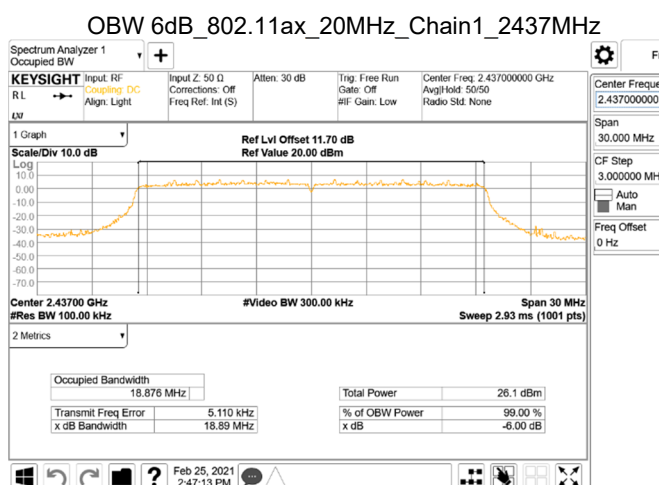 OBW 6dB_802.11ax_20MHz_Chain1_2437MHz
Spectrum Analyzer 1
Occupied BW
KEYSIGHT
RL
LXI
Input: RF
Coupling: DC
Align: Light
Input Z: 50 Ω
Corrections: Off
Freq Ref: Int (S)
Atten: 30 dB
Trig: Free Run
Gate: Off
#IF Gain: Low
Center Freq: 2.437000000 GHz
Avg|Hold: 50/50
Radio Std: None
1 Graph
Scale/Div 10.0 dB
Ref Lvl Offset 11.70 dB
Ref Value 20.00 dBm
Log
10.0
0.00
-10.0
-20.0
-30.0
-40.0
-50.0
-60.0
-70.0
Center 2.43700 GHz
#Res BW 100.00 kHz
#Video BW 300.00 kHz
Span 30 MHz
Sweep 2.93 ms (1001 pts)
2 Metrics
Occupied Bandwidth
18.876 MHz
Transmit Freq Error 5.110 kHz
x dB Bandwidth 18.89 MHz
Total Power 26.1 dBm
% of OBW Power 99.00 %
x dB -6.00 dB
Feb 25, 2021
2:47:13 PM
F
Center Freque
2.437000000
Span
30.000 MHz
CF Step
3.000000 MH
Auto
Man
Freq Offset
0 Hz